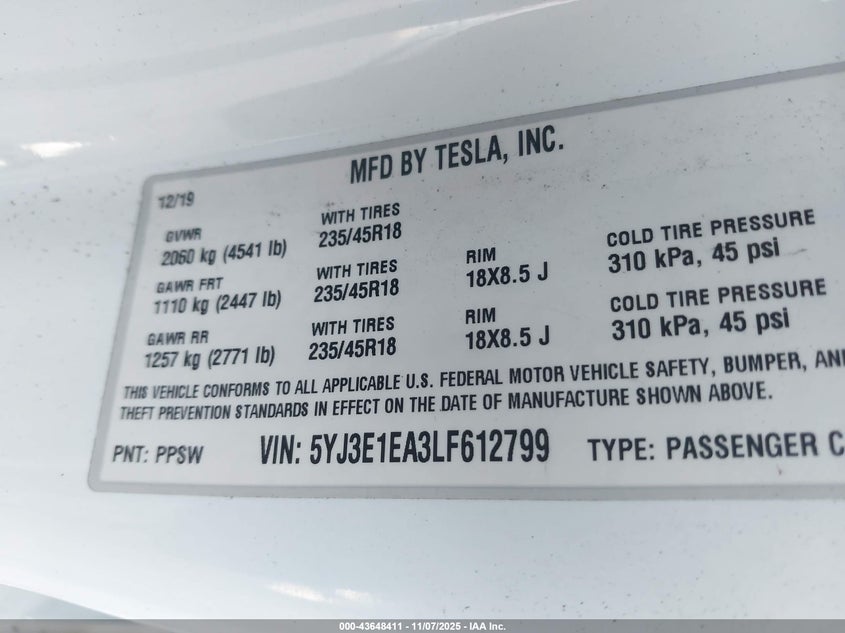 MFD BY TESLA, INC.
12/19
GVWR
2060 kg (4541 lb)
WITH TIRES
235/45R18
GAWR FRT
1110 kg (2447 lb)
WITH TIRES
235/45R18
RIM
18X8.5 J
COLD TIRE PRESSURE
310 kPa, 45 psi
GAWR RR
1257 kg (2771 lb)
WITH TIRES
235/45R18
RIM
18X8.5 J
COLD TIRE PRESSURE
310 kPa, 45 psi
THIS VEHICLE CONFORMS TO ALL APPLICABLE U.S. FEDERAL MOTOR VEHICLE SAFETY, BUMPER, AND
THEFT PREVENTION STANDARDS IN EFFECT ON THE DATE OF MANUFACTURE SHOWN ABOVE.
PNT: PPSW VIN: 5YJ3E1EA3LF612799 TYPE: PASSENGER C
000-43648411 - 11/07/2025 - IAA Inc.